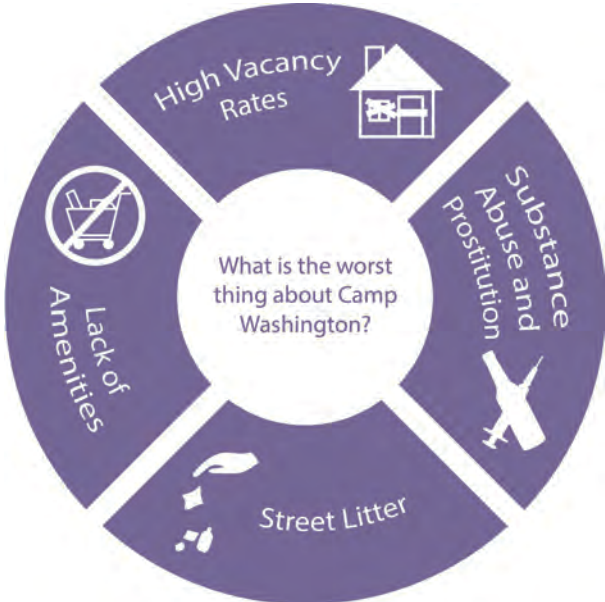 High Vacancy
Rates
Substance
Abuse and
Prostitution
What is the worst
thing about Camp
Washington?
Lack of
Amenities
Street Litter